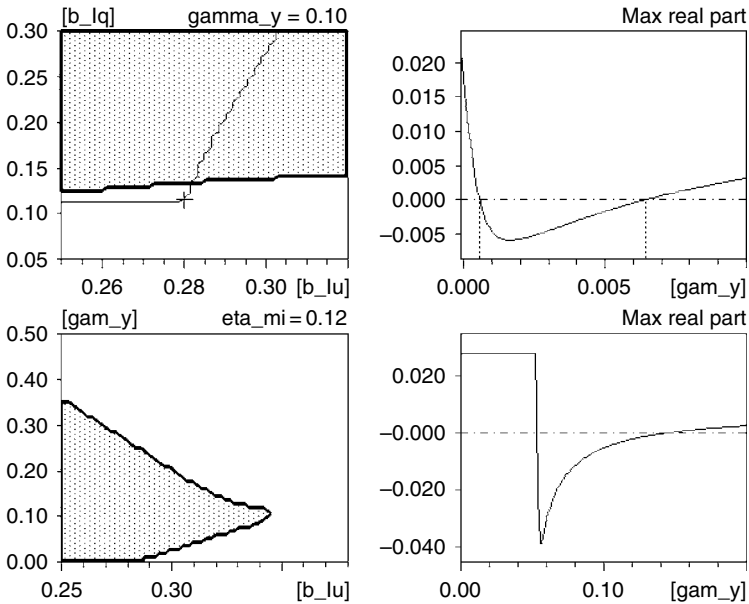 [b_Iq] gamma_y = 0.10
0.30
0.25
0.20
0.15
0.10
0.05
0.26 0.28 0.30 [b_Iu]
Max real part
0.020
0.015
0.010
0.005
0.000
−0.005
0.000 0.005 [gam_y]
[gam_y] eta_mi = 0.12
0.50
0.40
0.30
0.20
0.10
0.00
0.25 0.30 [b_Iu]
Max real part
0.020
−0.000
−0.020
−0.040
0.00 0.10 [gam_y]